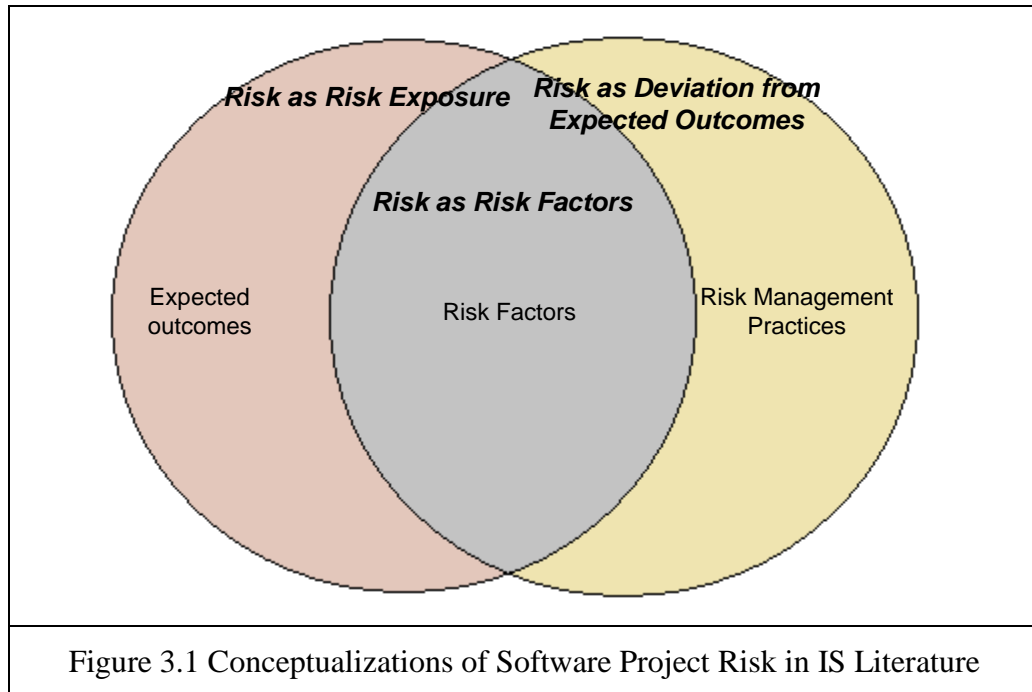 Risk as Risk Exposure
Risk as Deviation from
Expected Outcomes
Risk as Risk Factors
Expected
outcomes
Risk Factors
Risk Management
Practices
Figure 3.1 Conceptualizations of Software Project Risk in IS Literature